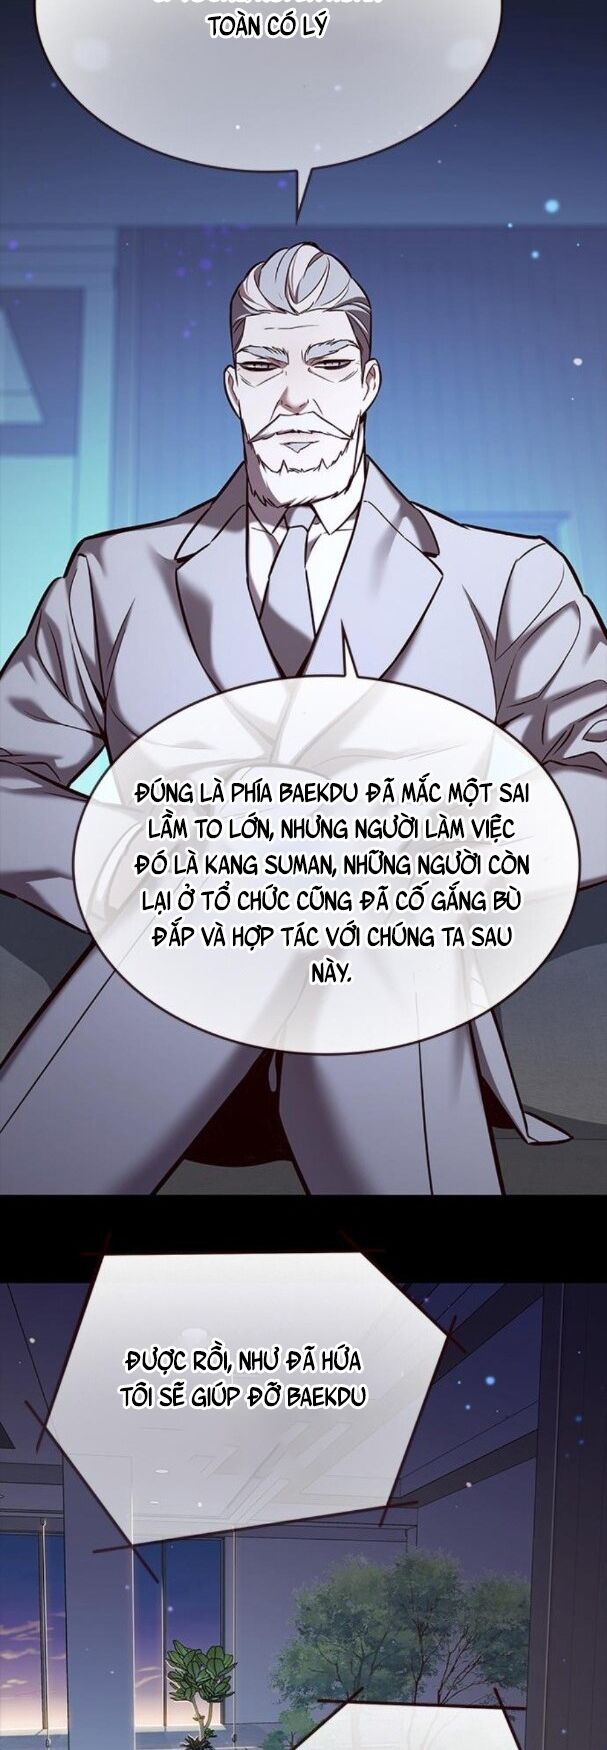 TOÀN CÓ LÝ
ĐÚNG LÀ PHÍA BAEKDU ĐÃ MẮC MỘT SAI
LẦM TO LỚN, NHƯNG NGƯỜI LÀM VIỆC
ĐÓ LÀ KANG SUMAN, NHỮNG NGƯỜI CÒN
LẠI Ở TỔ CHỨC CŨNG ĐÃ CỐ GẮNG BÙ
ĐẮP VÀ HỢP TÁC VỚI CHÚNG TA SAU
NÀY.
ĐƯỢC RỒI, NHƯ ĐÃ HỨA
TÔI SẼ GIÚP ĐỠ BAEKDU